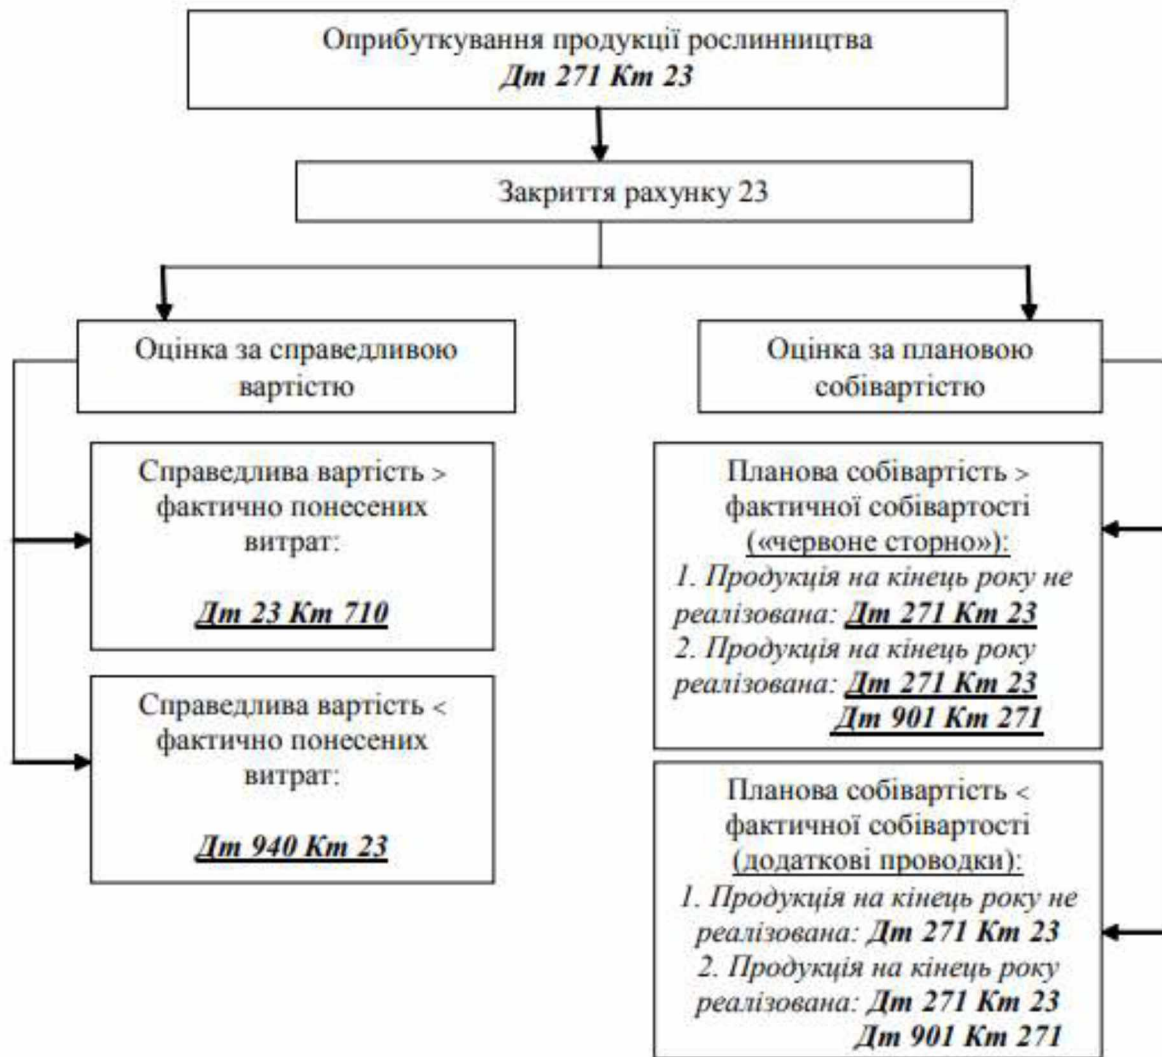 Оприбуткування продукції рослинництва
Дт 271 Кт 23
Закриття рахунку 23
Оцінка за справедливою
вартістю
Справедлива вартість >
фактично понесених
витрат:
Дт 23 Кт 710
Справедлива вартість <
фактично понесених
витрат:
Дт 940 Кт 23
Оцінка за плановою
собівартістю
Планова собівартість >
фактичної собівартості
(«червоне сторно»):
1. Продукція на кінець року не
реалізована: Дт 271 Кт 23
2. Продукція на кінець року
реалізована: Дт 271 Кт 23
Дт 901 Кт 271
Планова собівартість <
фактичної собівартості
(додаткові проводки):
1. Продукція на кінець року не
реалізована: Дт 271 Кт 23
2. Продукція на кінець року
реалізована: Дт 271 Кт 23
Дт 901 Кт 271